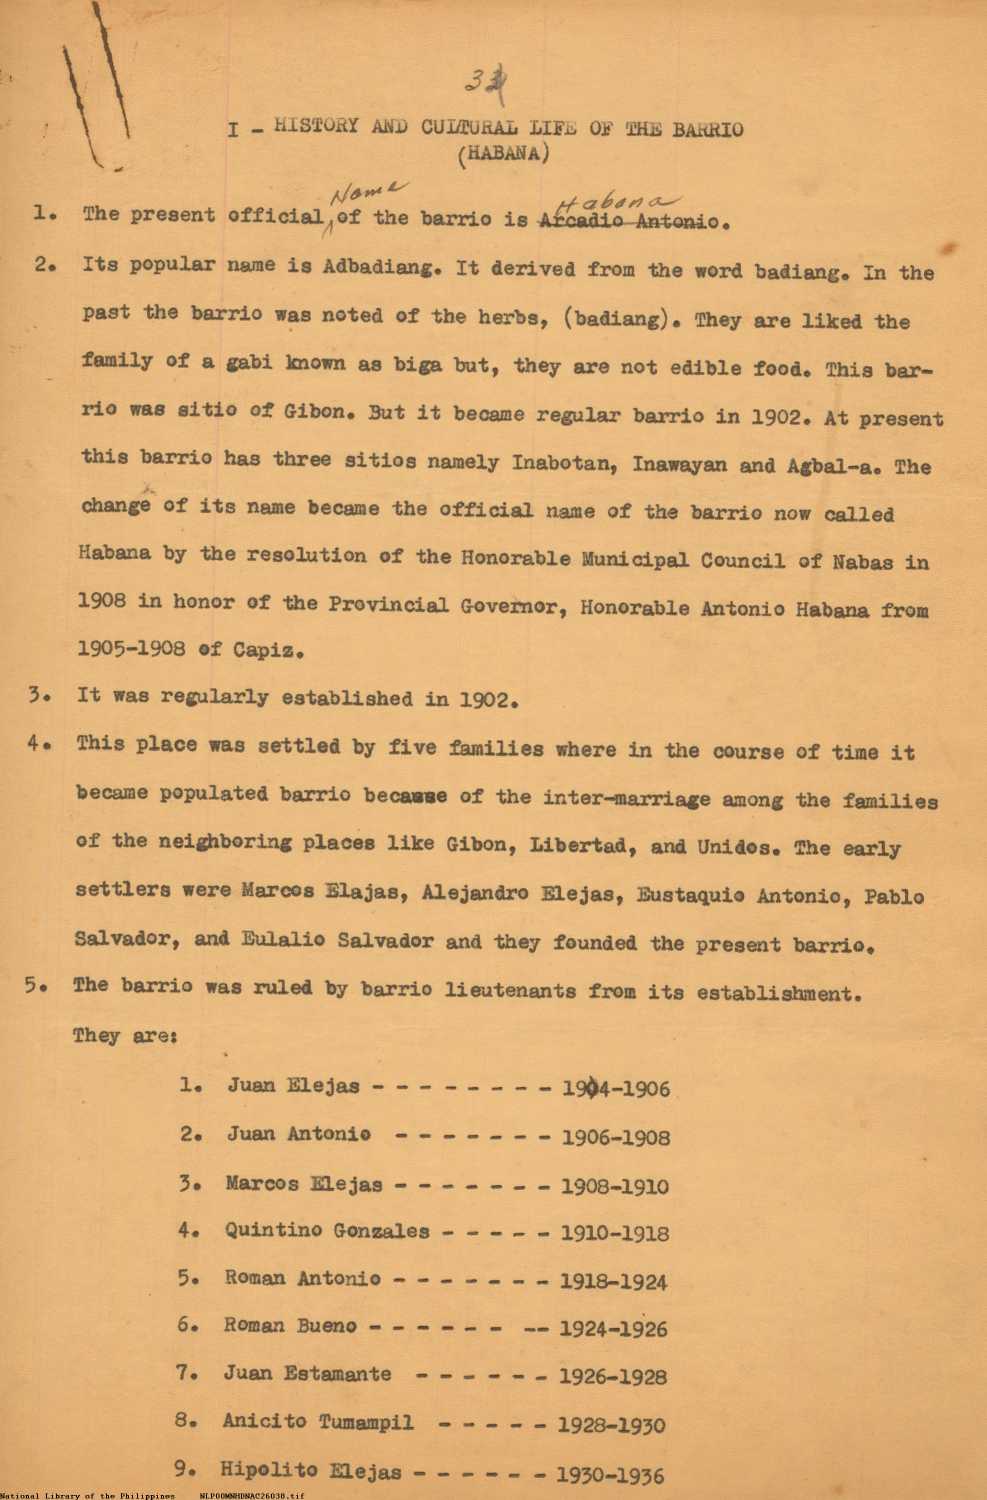 33
I - HISTORY AND CULTURAL LIFE OF THE BARRIO
(HABANA)
Name Habana
1. The present official of the barrio is Arcadio Antonio.
2. Its popular name is Adbadiang. It derived from the word badiang. In the
past the barrio was noted of the herbs, (badiang). They are liked the
family of a gabi known as biga but, they are not edible food. This bar-
rio was sitio of Gibon. But it became regular barrio in 1902. At present
this barrio has three sitios namely Inabotan, Inawayan and Agbal-a. The
change of its name became the official name of the barrio now called
Habana by the resolution of the Honorable Municipal Council of Nabas in
1908 in honor of the Provincial Governor, Honorable Antonio Habana from
1905-1908 of Capiz.
3. It was regularly established in 1902.
4. This place was settled by five families where in the course of time it
became populated barrio because of the inter-marriage among the families
of the neighboring places like Gibon, Libertad, and Unidos. The early
settlers were Marcos Elajas, Alejandro Elejas, Eustaquio Antonio, Pablo
Salvador, and Eulalio Salvador and they founded the present barrio.
5. The barrio was ruled by barrio lieutenants from its establishment.
They are:
1. Juan Elejas - - - - - - - - 1904-1906
2. Juan Antonio - - - - - - - 1906-1908
3. Marcos Elejas - - - - - - - 1908-1910
4. Quintino Gonzales - - - - - 1910-1918
5. Roman Antonio - - - - - - - 1918-1924
6. Roman Bueno - - - - - - -- 1924-1926
7. Juan Estamante - - - - - - 1926-1928
8. Anicito Tumampil - - - - - 1928-1930
9. Hipolito Elejas - - - - - - 1930-1936
National Library of the Philippines NLP00MNHDNAC26038.tif